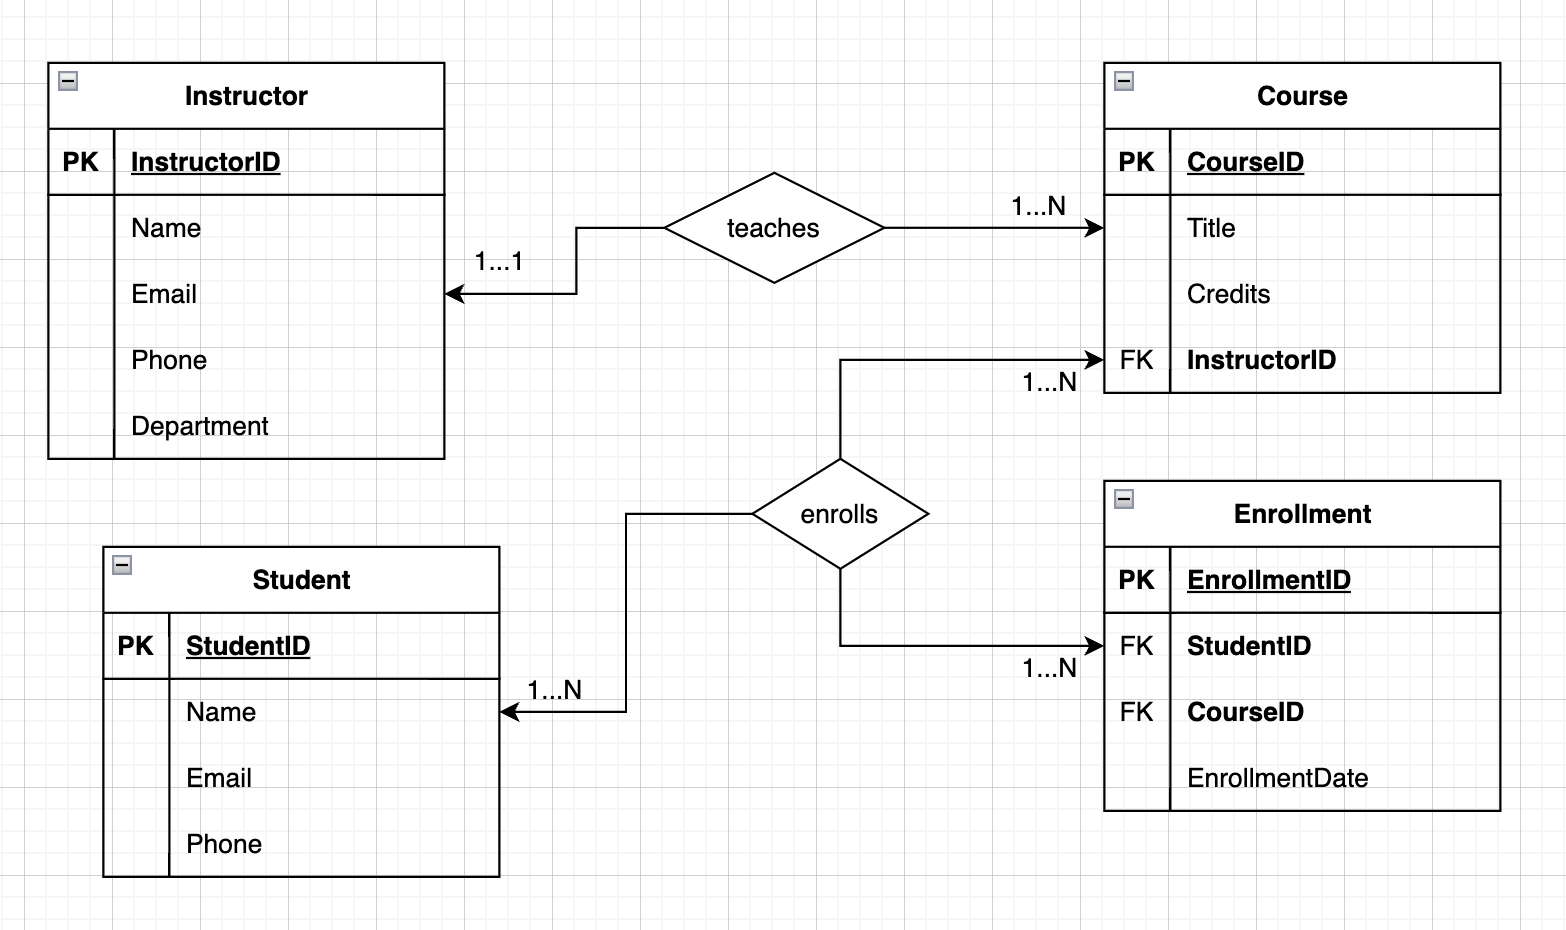 Instructor
PK InstructorID
Name
Email
Phone
Department
teaches
1...1
1...N
Course
PK CourseID
Title
Credits
FK InstructorID
1...N
enrolls
1...N
1...N
Student
PK StudentID
Name
Email
Phone
Enrollment
PK EnrollmentID
FK StudentID
FK CourseID
EnrollmentDate